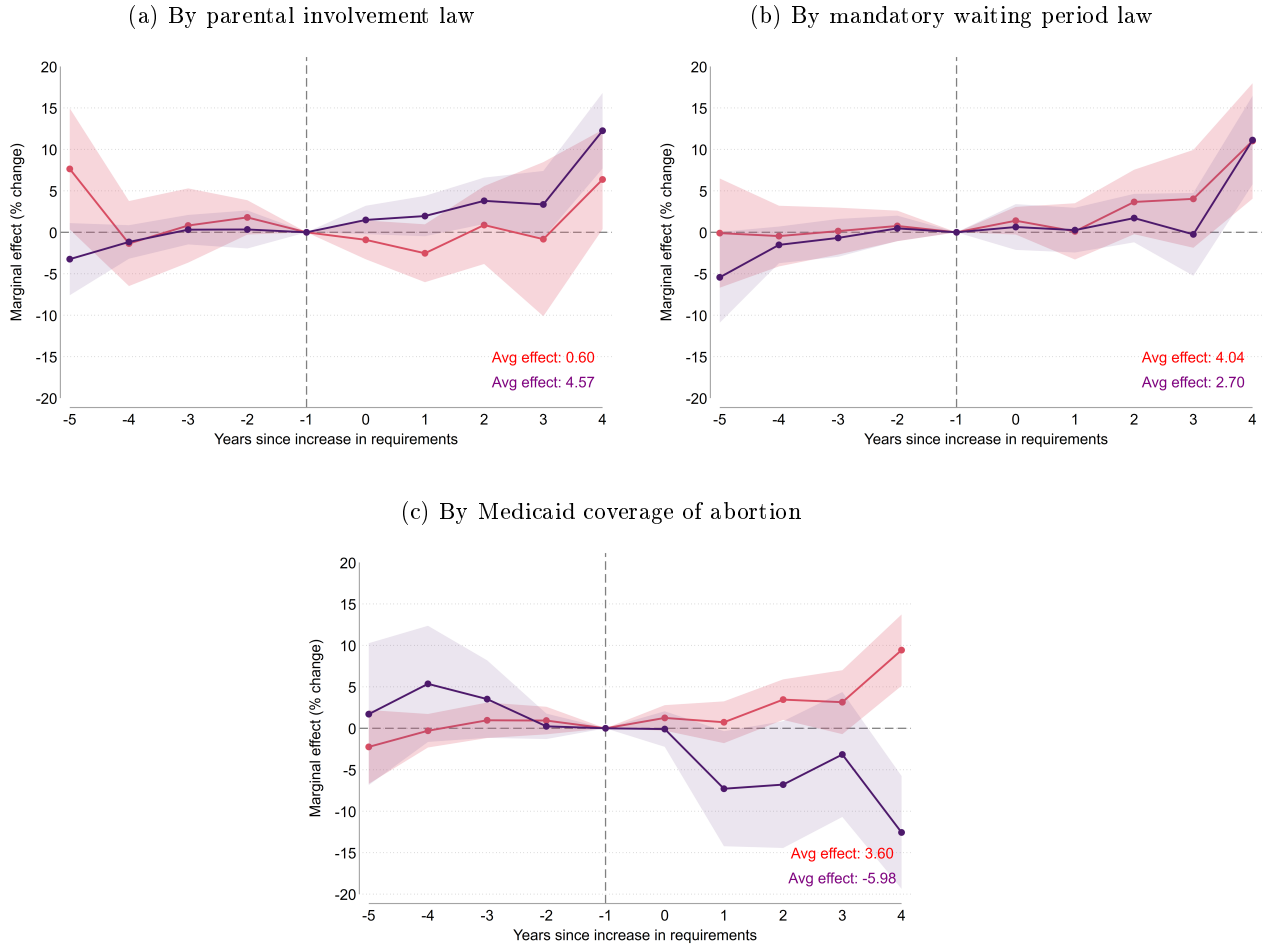 (a) By parental involvement law
20
15
10
5
0
-5
-10
-15
-20
Marginal effect (% change)
Avg effect: 0.60
Avg effect: 4.57
-5 -4 -3 -2 -1 0 1 2 3 4
Years since increase in requirements
(b) By mandatory waiting period law
20
15
10
5
0
-5
-10
-15
-20
Marginal effect (% change)
Avg effect: 4.04
Avg effect: 2.70
-5 -4 -3 -2 -1 0 1 2 3 4
Years since increase in requirements
(c) By Medicaid coverage of abortion
20
15
10
5
0
-5
-10
-15
-20
Marginal effect (% change)
Avg effect: 3.60
Avg effect: -5.98
-5 -4 -3 -2 -1 0 1 2 3 4
Years since increase in requirements